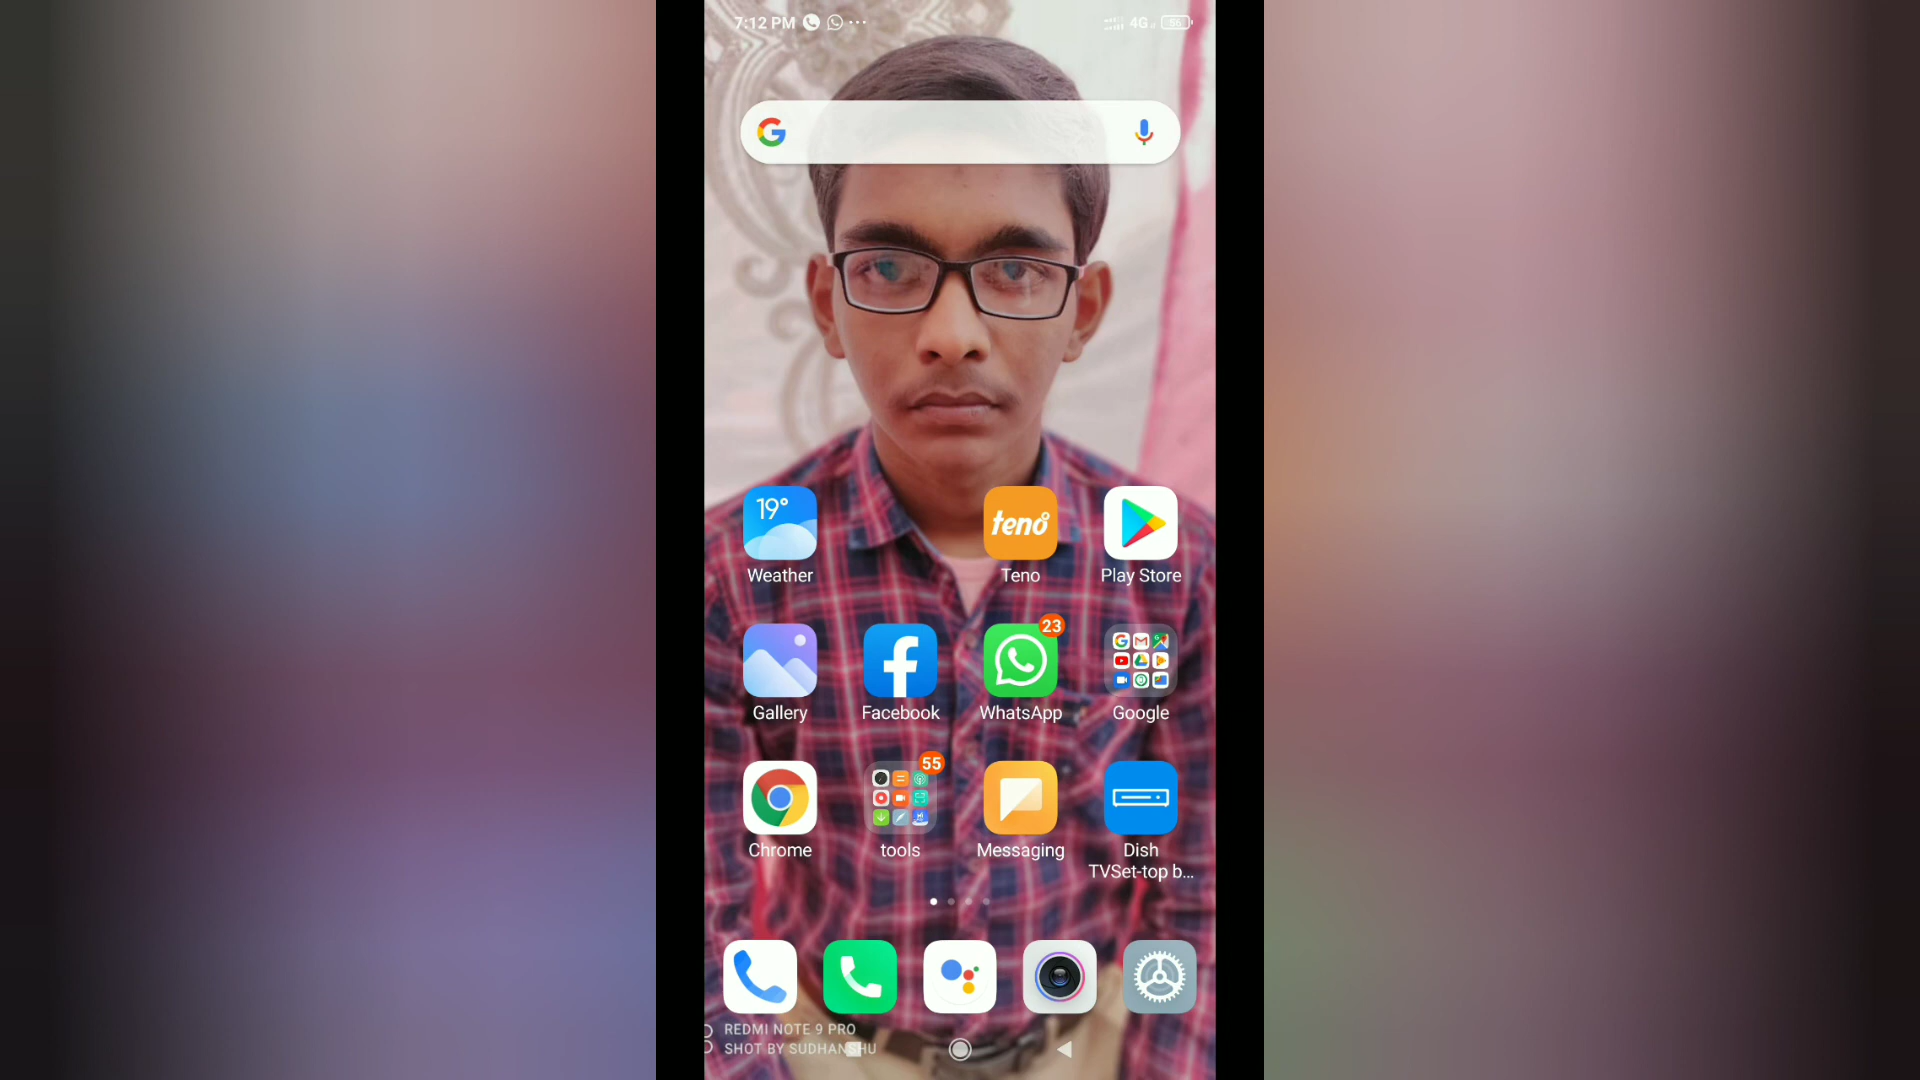 7:12 PM
4G
86
19°
teno
Weather
Teno
Play Store
23
Gallery
Facebook
WhatsApp
Google
55
Chrome
tools
Messaging
Dish
TVSet-top b...
REDMI NOTE 9 PRO
SHOT BY SUDHANSHU